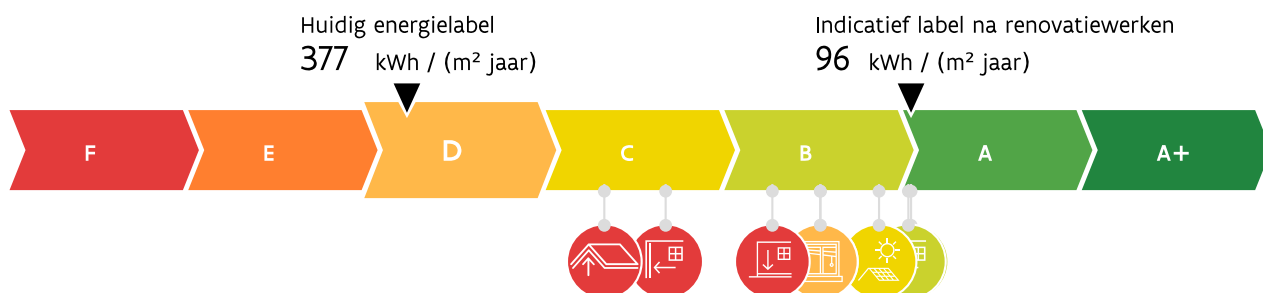 Huidig energielabel
377 kWh / (m² jaar)
Indicatief label na renovatiewerken
96 kWh / (m² jaar)
F E D C B A A+